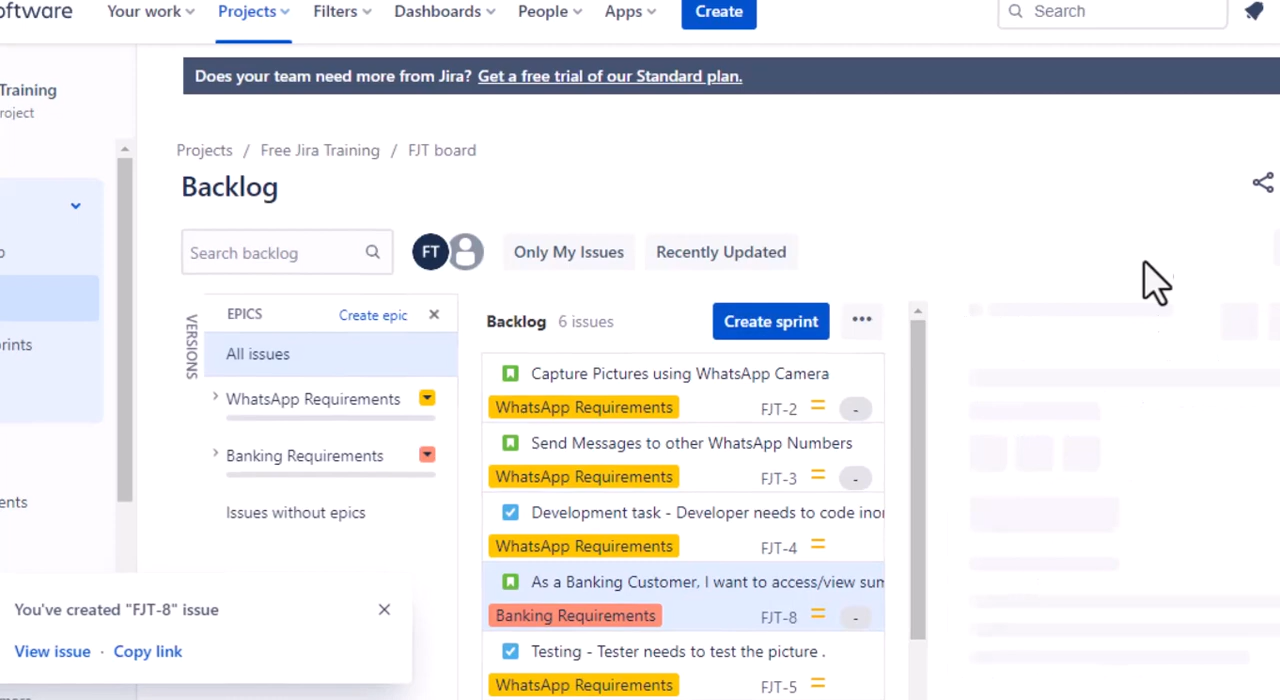 oftware Your work Projects Filters Dashboards People Apps Create Search
Does your team need more from Jira? Get a free trial of our Standard plan.
Training
roject
Projects / Free Jira Training / FJT board
Backlog
Search backlog FT Only My Issues Recently Updated
VERSIONS
EPICS Create epic
All issues
WhatsApp Requirements
Banking Requirements
Issues without epics
rints
ents
Backlog 6 issues Create sprint
Capture Pictures using WhatsApp Camera
WhatsApp Requirements FJT-2 -
Send Messages to other WhatsApp Numbers
WhatsApp Requirements FJT-3 -
Development task - Developer needs to code inor
WhatsApp Requirements FJT-4
As a Banking Customer, I want to access/view sum
Banking Requirements FJT-8 -
Testing - Tester needs to test the picture .
WhatsApp Requirements FJT-5
You've created "FJT-8" issue
View issue · Copy link